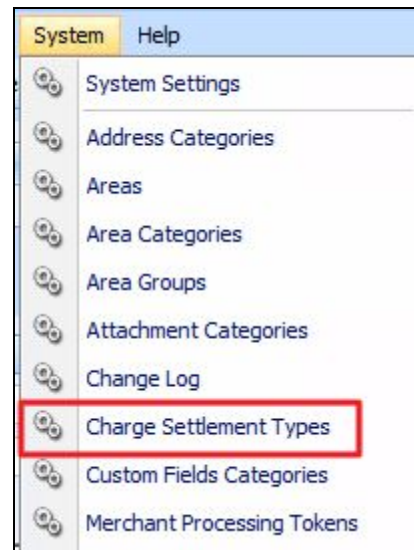 System Help
System Settings
Address Categories
Areas
Area Categories
Area Groups
Attachment Categories
Change Log
Charge Settlement Types
Custom Fields Categories
Merchant Processing Tokens